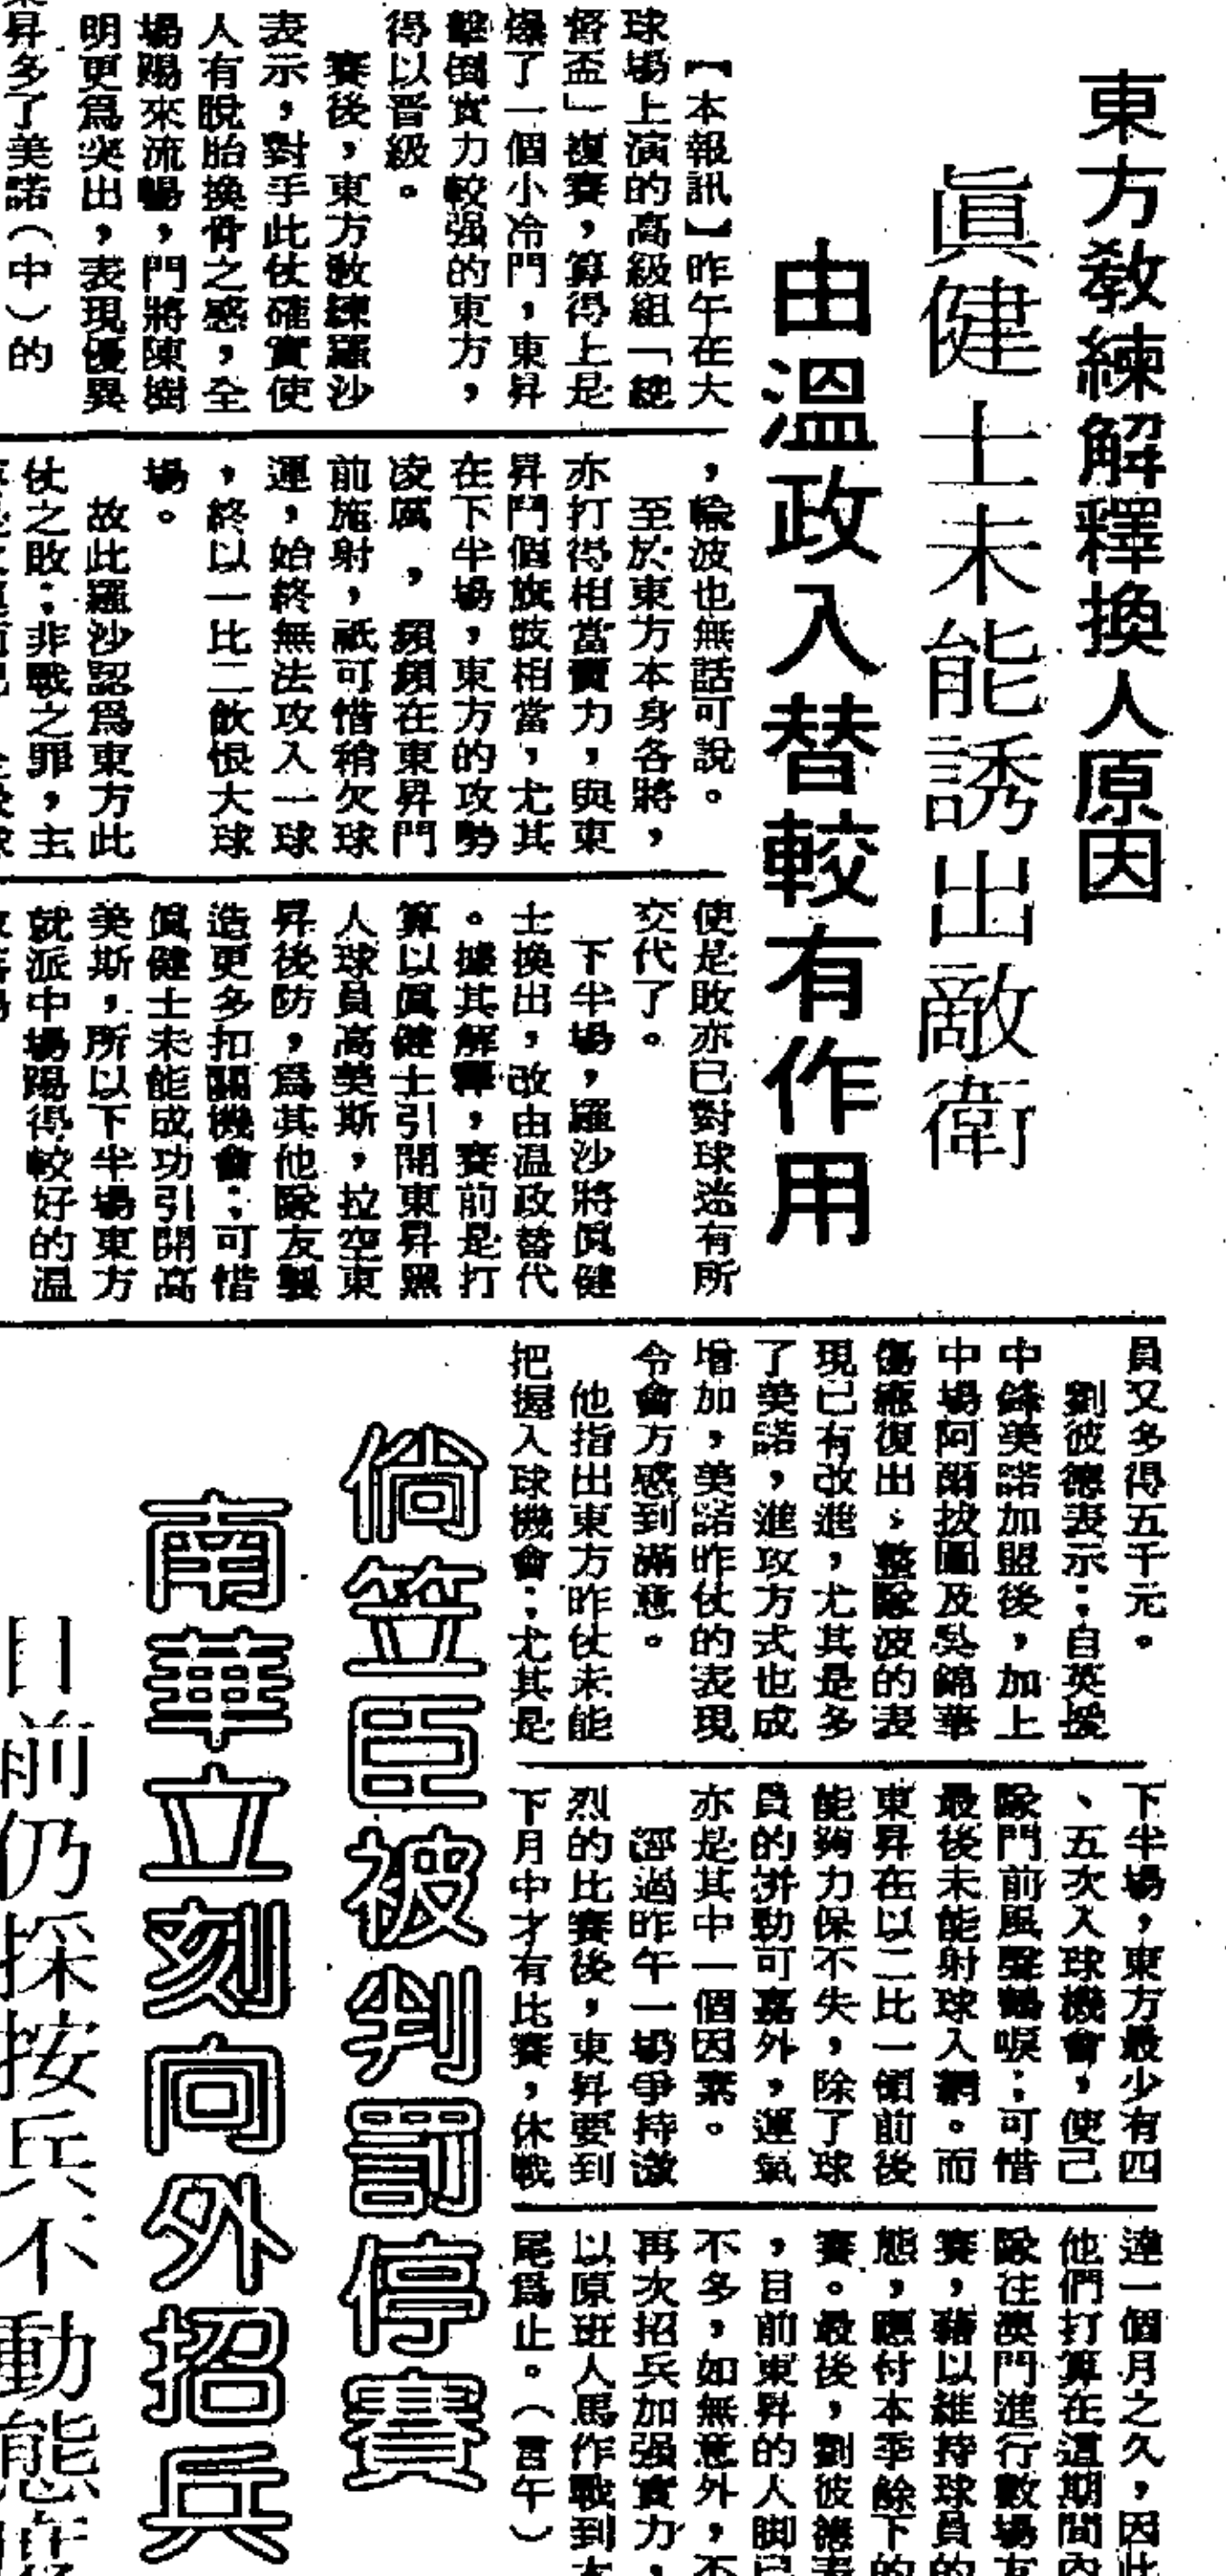 東方教練解釋換人原因
眞健士未能誘出敵衛
由溫政入替較有作用
【本報訊】昨午在大
球場上演的高級組「總
督盃」復賽,算得上是
爆了一個小冷門,東昇
擊倒實力較强的東方,
得以晋級。
賽後,東方教練羅沙
表示,對手此仗確實使
人有脫胎換骨之感,全
場踢來流暢,門將陳樹
明更爲突出,表現優異
昇多了美諾(中)的
,輸波也無話可說。
至於東方本身各將,
亦打得相當賣力,與東
昇鬥個旗鼓相當,尤其
在下半場,東方的攻勢
凌厲,頻頻在東昇門
前施射,祇可惜稍欠球
運,始終無法攻入一球
,終以一比二飲恨大球
場。
故此羅沙認爲東方此
仗之敗;非戰之罪,主
使是敗亦已對球迷有所
交代了。
下半場,羅沙將眞健
士換出,改由温政替代
。據其解釋,賽前是打
算以眞健士引開東昇黑
人球員高美斯,拉空東
昇後防,爲其他隊友製
造更多扣關機會;可惜
眞健士未能成功引開高
美斯,所以下半場東方
就派中場踢得較好的温
員又多得五千元。
劉彼德表示:自英援
中鋒美諾加盟後,加上
中場阿爾拔圖及吳錦華
傷癒復出;整隊波的表
現已有改進,尤其是多
了美諾,進攻方式也成
增加,美諾昨仗的表現
令會方感到滿意。
他指出東方昨仗未能
把握入球機會;尤其是
下半場,東方最少有四
、五次入球機會,使己
隊門前風聲鶴唳;可惜
最後未能射球入網。而
東昇在以二比一領前後
能夠力保不失,除了球
員的拼勁可嘉外,運氣
亦是其中一個因素。
經過昨午一場爭持激
烈的比賽後,東昇要到
下月中才有比賽,休戰
達一個月之久,因此
他們打算在這期間內
隊往澳門進行數場友
賽,藉以維持球員的
態,應付本季餘下的
賽。最後,劉彼德表
,目前東昇的人脚已
不多,如無意外,不
再次招兵加强實力,
以原班人馬作戰到本
尾爲止。(言午)
倘笠臣被判罰停賽
南華立刻向外招兵
目前仍採按兵不動態